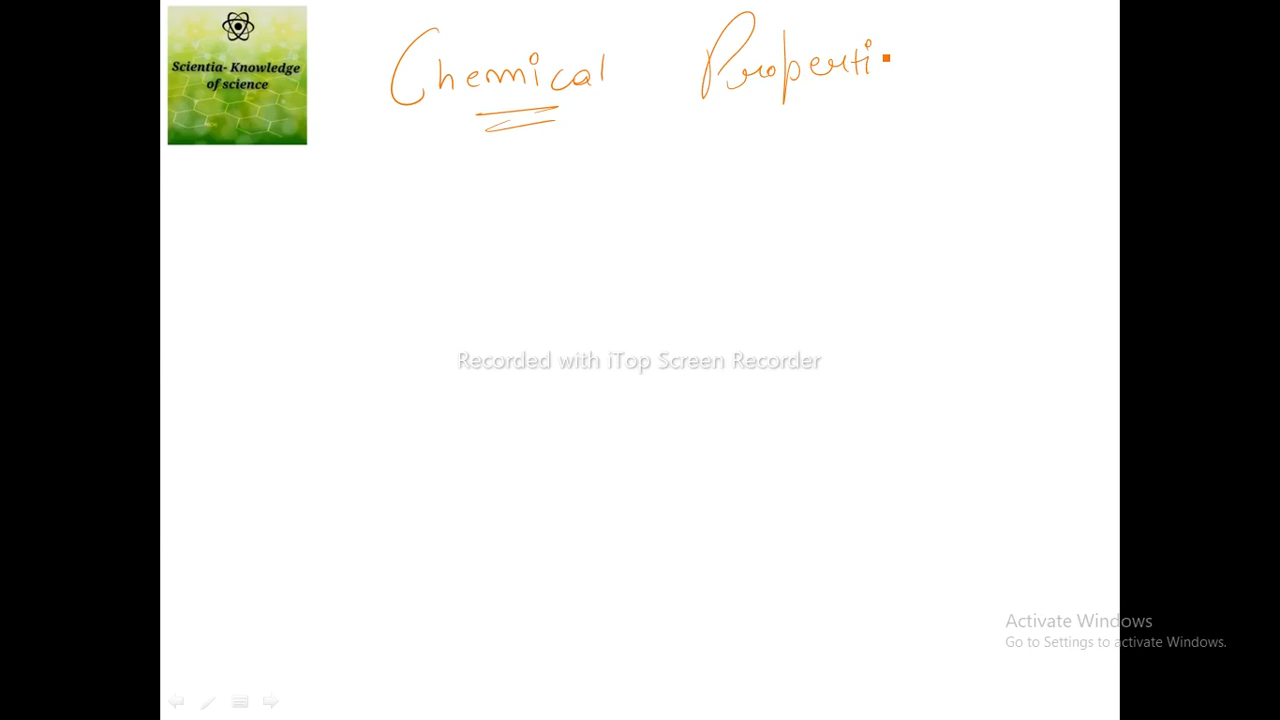 Scientia- Knowledge
of science
Chemical Properti
Recorded with iTop Screen Recorder
Activate Windows
Go to Settings to activate Windows.